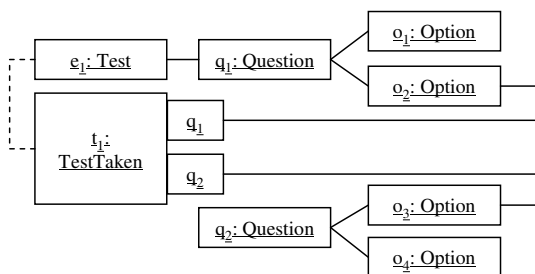 o₁: Option
e₁: Test
q₁: Question
o₂: Option
t₁:
TestTaken
q₁
q₂
o₃: Option
q₂: Question
o₄: Option